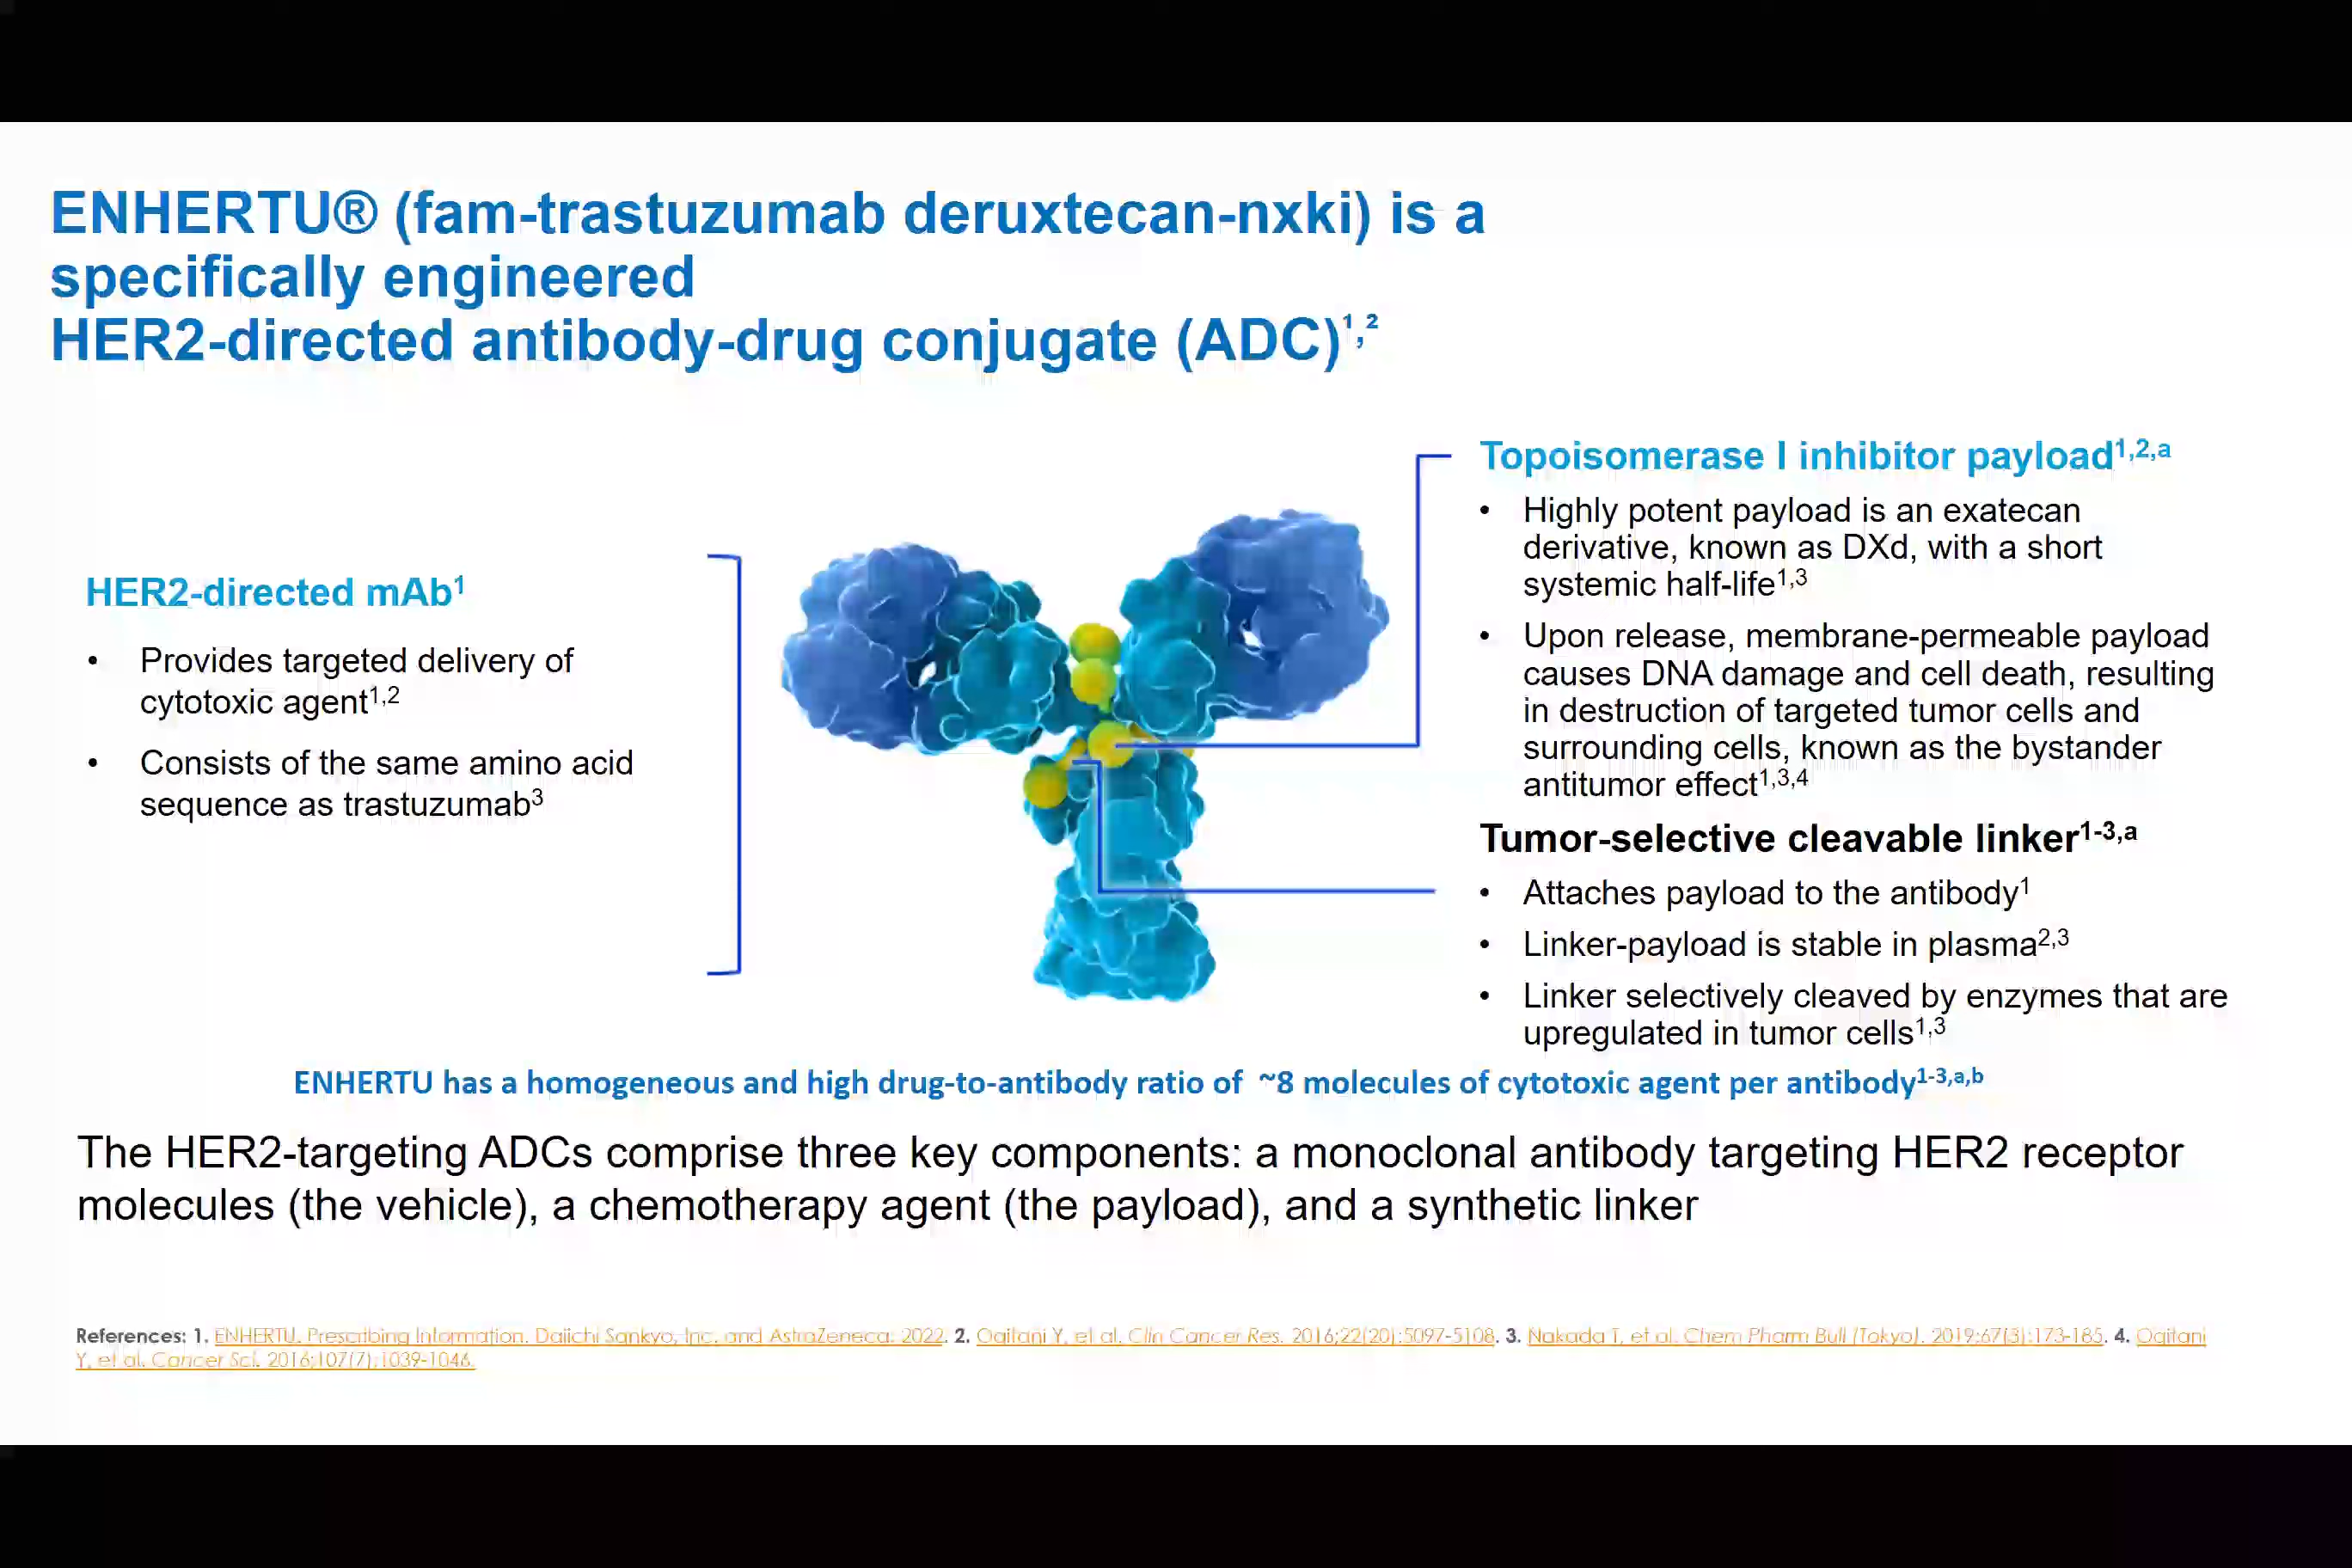 ENHERTU® (fam-trastuzumab deruxtecan-nxki) is a
specifically engineered
HER2-directed antibody-drug conjugate (ADC)¹,²
HER2-directed mAb¹
• Provides targeted delivery of
cytotoxic agent¹,²
• Consists of the same amino acid
sequence as trastuzumab³
Topoisomerase I inhibitor payload¹,²,ᵃ
• Highly potent payload is an exatecan
derivative, known as DXd, with a short
systemic half-life¹,³
• Upon release, membrane-permeable payload
causes DNA damage and cell death, resulting
in destruction of targeted tumor cells and
surrounding cells, known as the bystander
antitumor effect¹,³,⁴
Tumor-selective cleavable linker¹⁻³,ᵃ
• Attaches payload to the antibody¹
• Linker-payload is stable in plasma²,³
• Linker selectively cleaved by enzymes that are
upregulated in tumor cells¹,³
ENHERTU has a homogeneous and high drug-to-antibody ratio of ~8 molecules of cytotoxic agent per antibody¹⁻³,ᵃ,ᵇ
The HER2-targeting ADCs comprise three key components: a monoclonal antibody targeting HER2 receptor
molecules (the vehicle), a chemotherapy agent (the payload), and a synthetic linker
References: 1. ENHERTU. Prescribing Information. Daiichi Sankyo, Inc. and AstraZeneca; 2022. 2. Ogitani Y, et al. Clin Cancer Res. 2016;22(20):5097-5108. 3. Nakada T, et al. Chem Pharm Bull (Tokyo). 2019;67(3):173-185. 4. Ogitani
Y, et al. Cancer Sci. 2016;107(7):1039-1046.